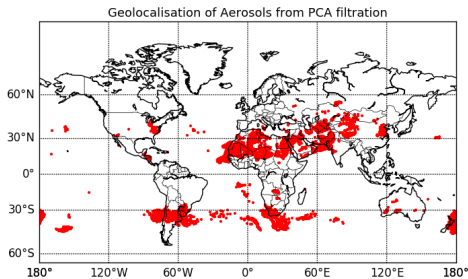 Geolocalisation of Aerosols from PCA filtration
60°N
30°N
0°
30°S
60°S
180° 120°W 60°W 0° 60°E 120°E 180°